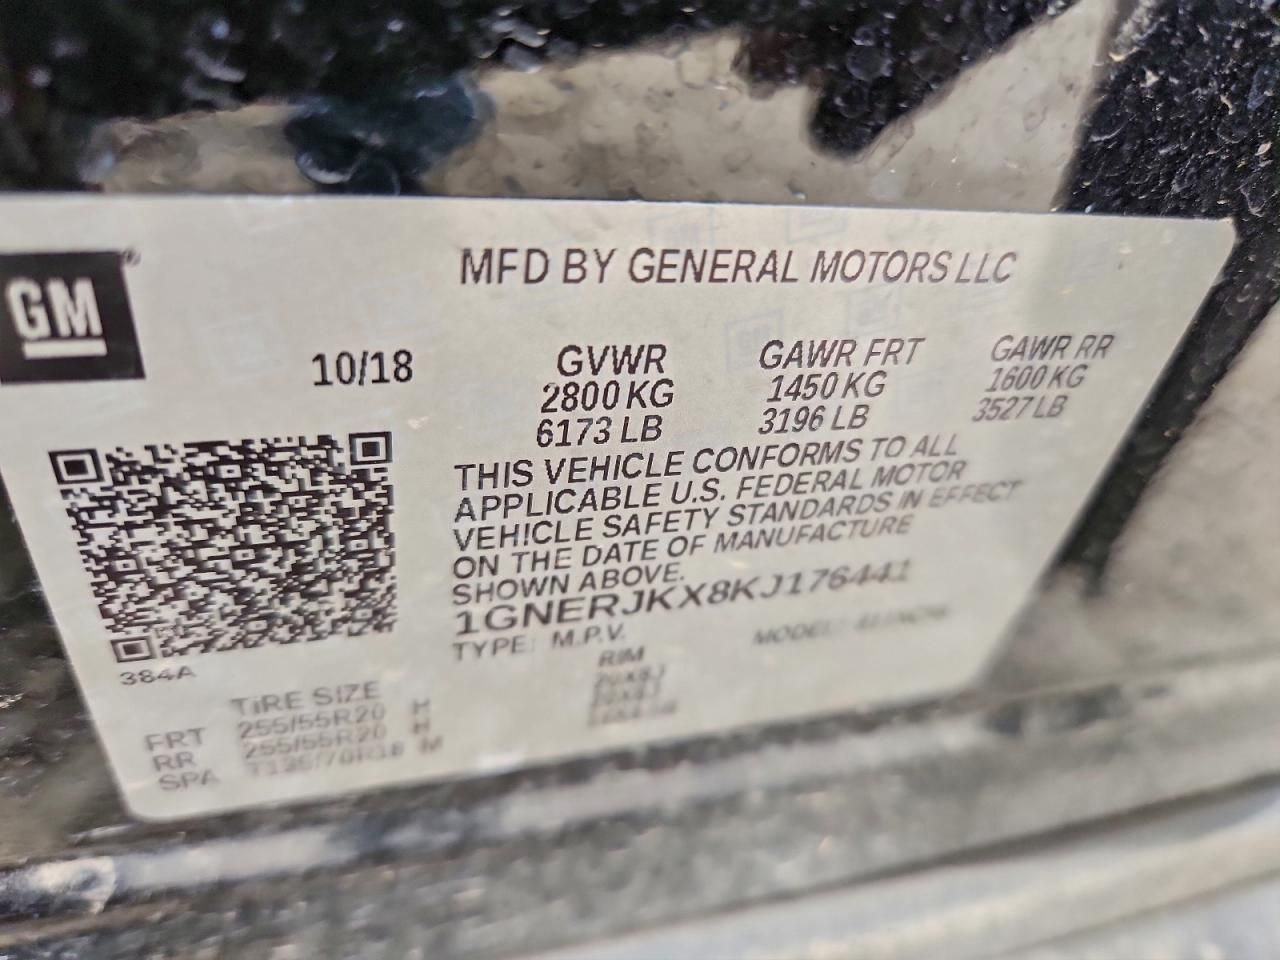 GM
®
MFD BY GENERAL MOTORS LLC
10/18
GVWR GAWR FRT GAWR RR
2800 KG 1450 KG 1600 KG
6173 LB 3196 LB 3527 LB
THIS VEHICLE CONFORMS TO ALL
APPLICABLE U.S. FEDERAL MOTOR
VEHICLE SAFETY STANDARDS IN EFFECT
ON THE DATE OF MANUFACTURE
SHOWN ABOVE.
1GNERJKX8KJ176441
TYPE: M.P.V. MODEL:
384A
TIRE SIZE RIM
FRT 255/55R20 H
RR 255/55R20 H
SPA T135/70R18 M